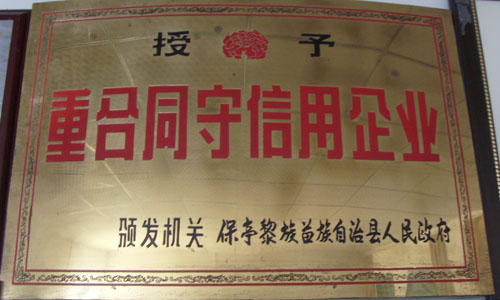 授予
重合同守信用企业
颁发机关 保亭黎族苗族自治县人民政府